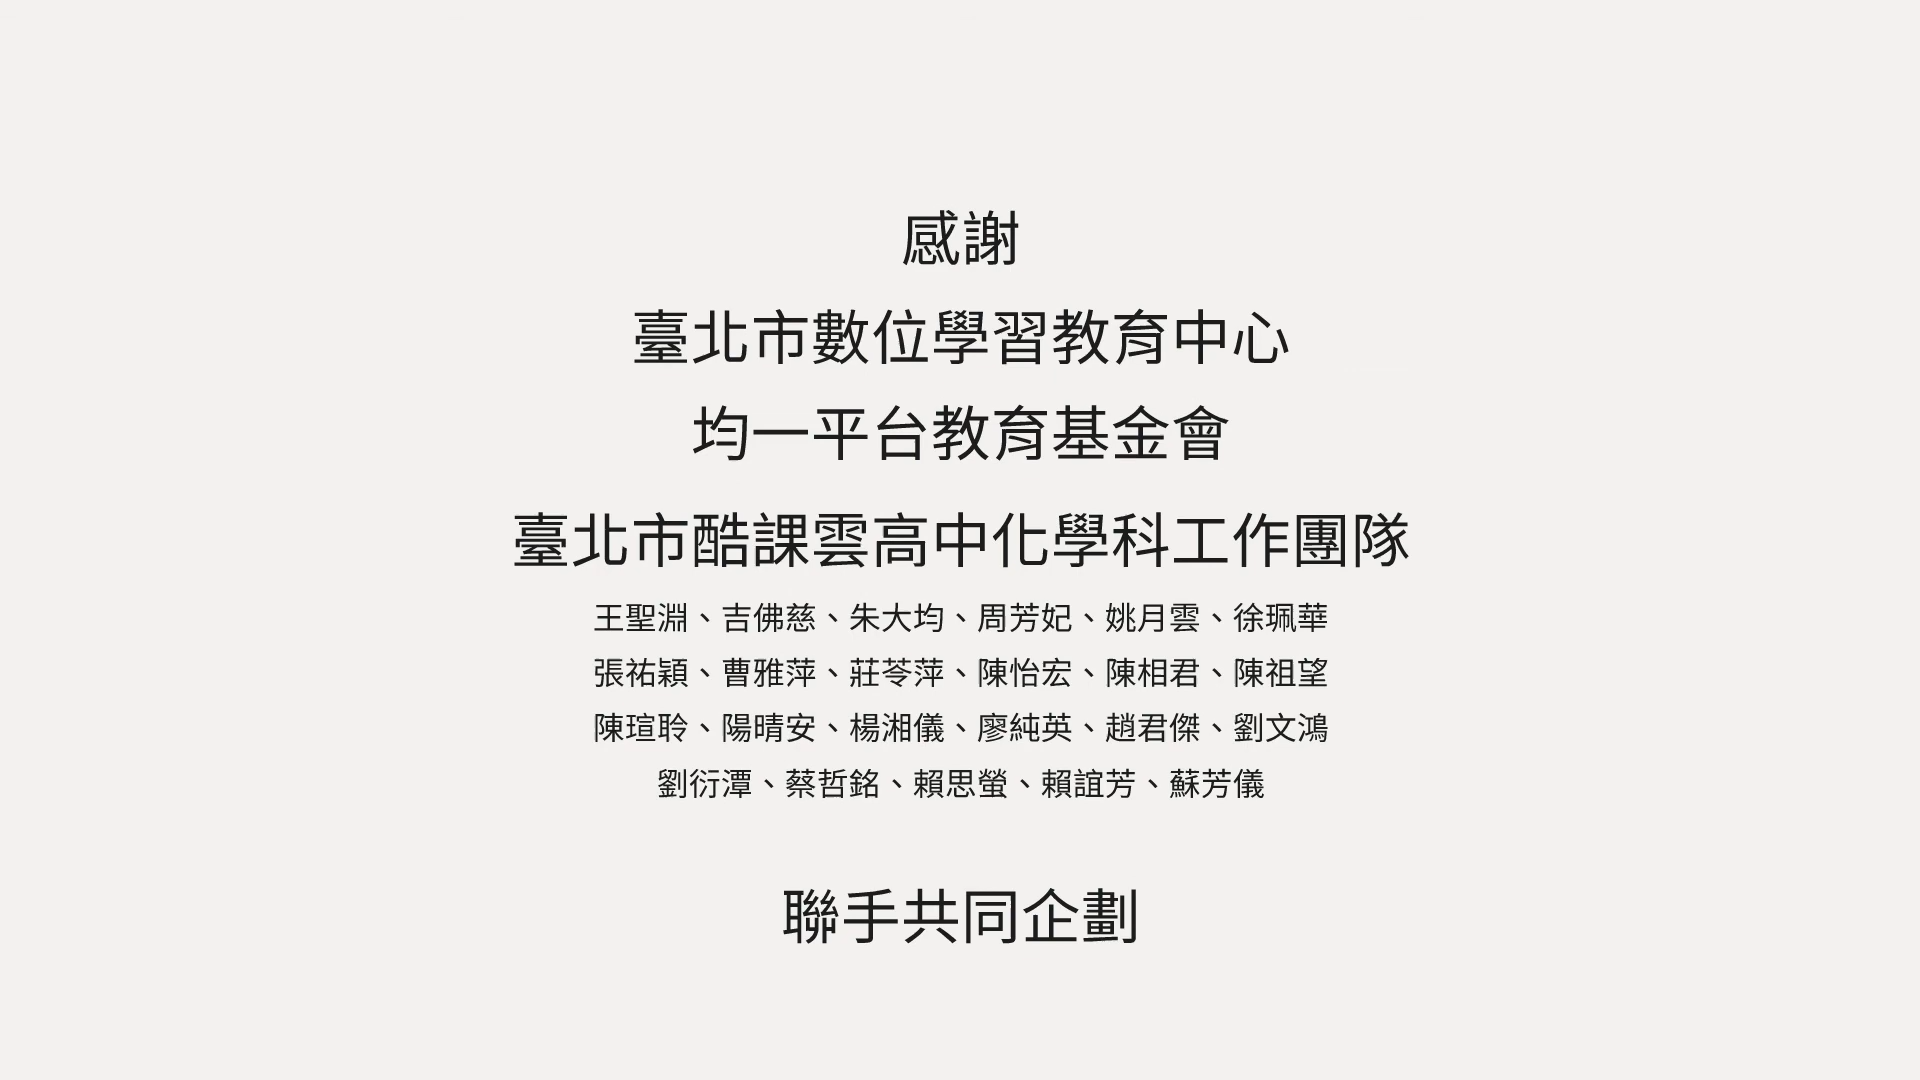 感謝
臺北市數位學習教育中心
均一平台教育基金會
臺北市酷課雲高中化學科工作團隊
王聖淵、吉佛慈、朱大均、周芳妃、姚月雲、徐珮華
張祐穎、曹雅萍、莊苓萍、陳怡宏、陳相君、陳祖望
陳瑄聆、陽晴安、楊湘儀、廖純英、趙君傑、劉文鴻
劉衍潭、蔡哲銘、賴思螢、賴誼芳、蘇芳儀
聯手共同企劃